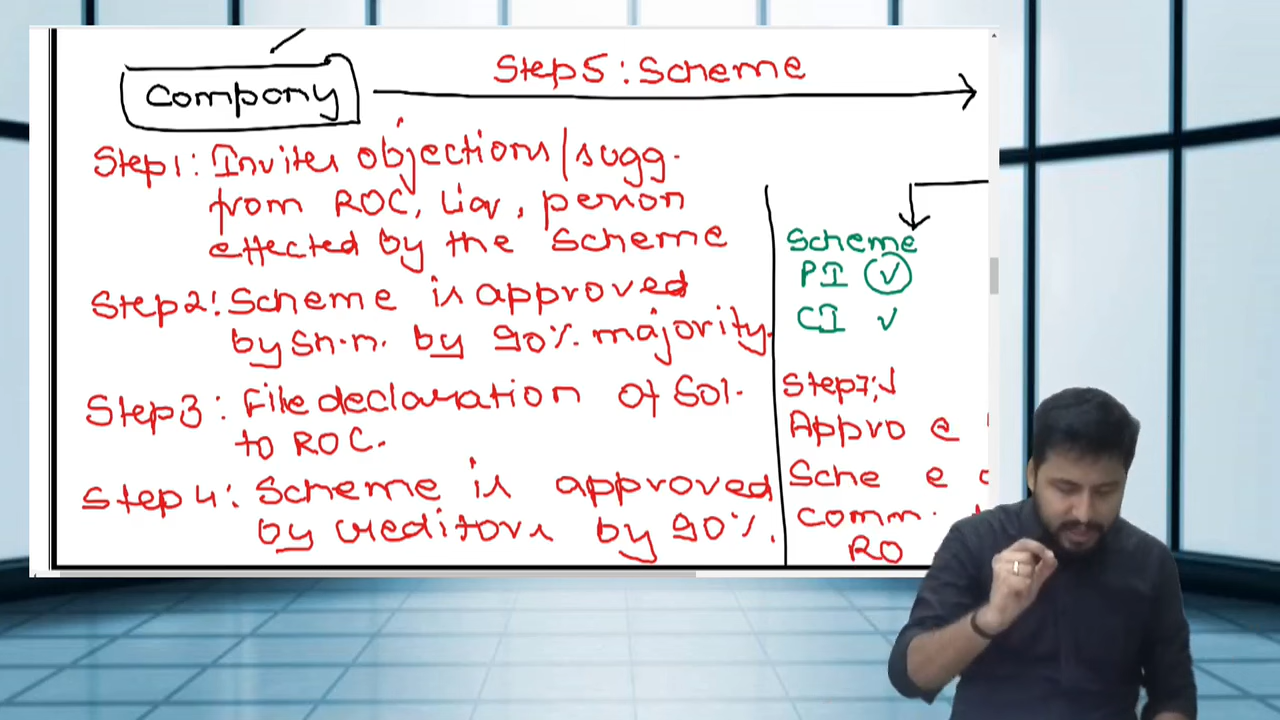 Company
Step5: Scheme
Step1: Invites objections/sugg.
from ROC, Liq, person
effected by the Scheme
Step2: Scheme is approved
by Sh.n. by 90% majority.
Step3: File declaration of Sol.
to ROC.
Step4: Scheme is approved
by creditors by 90%.
Scheme
PI ✓
CI ✓
Step7:✓
Appro e
Sche e
comm.
RO